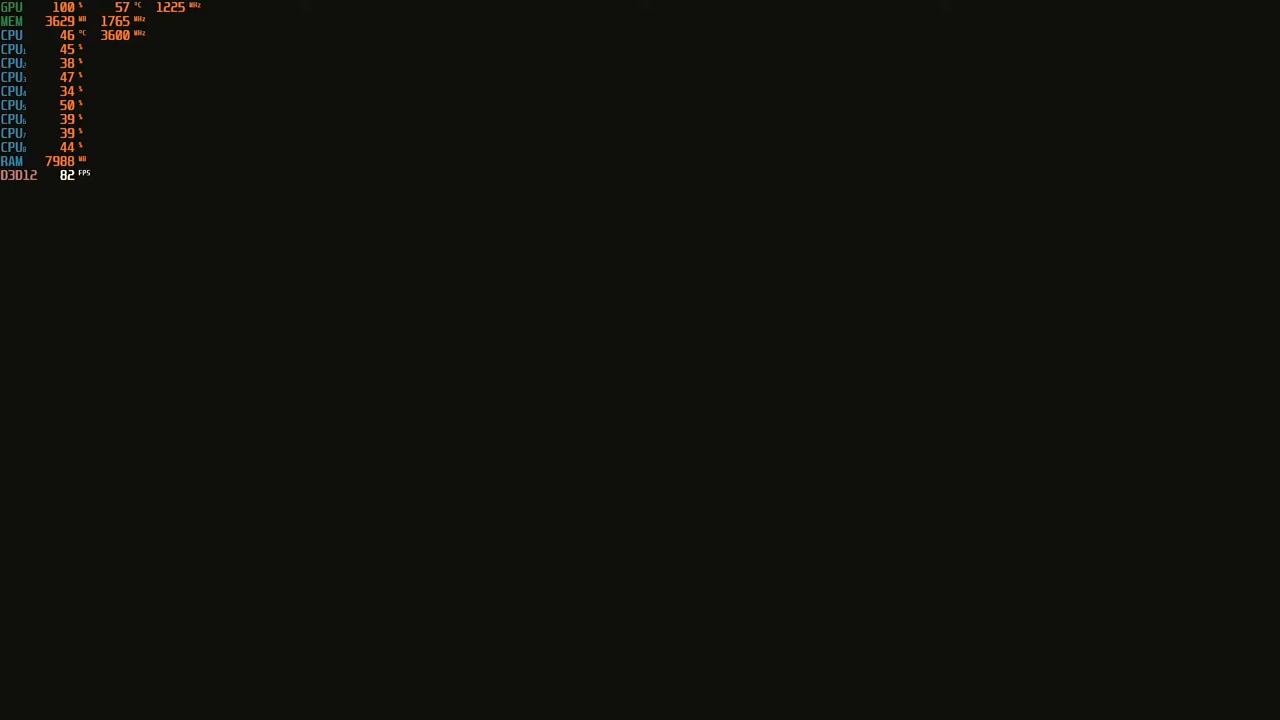 GPU 100 % 57 °C 1225 MHz
MEM 3629 MB 1765 MHz
CPU 46 °C 3600 MHz
CPU1 45 %
CPU2 38 %
CPU3 47 %
CPU4 34 %
CPU5 50 %
CPU6 39 %
CPU7 39 %
CPU8 44 %
RAM 7988 MB
D3D12 82 FPS